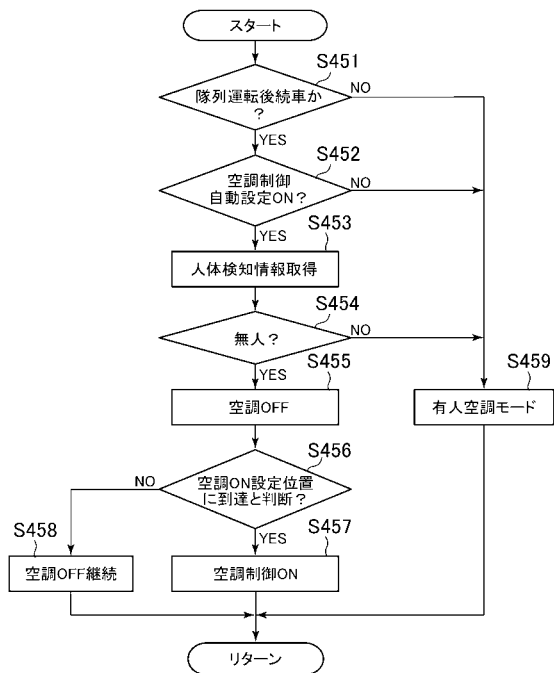 スタート
S451
隊列運転後続車か
?
NO
YES
S452
空調制御
自動設定ON?
NO
YES
S453
人体検知情報取得
S454
無人?
NO
YES
S455
空調OFF
S459
有人空調モード
S456
空調ON設定位置
に到達と判断?
NO
YES
S458
空調OFF継続
S457
空調制御ON
リターン